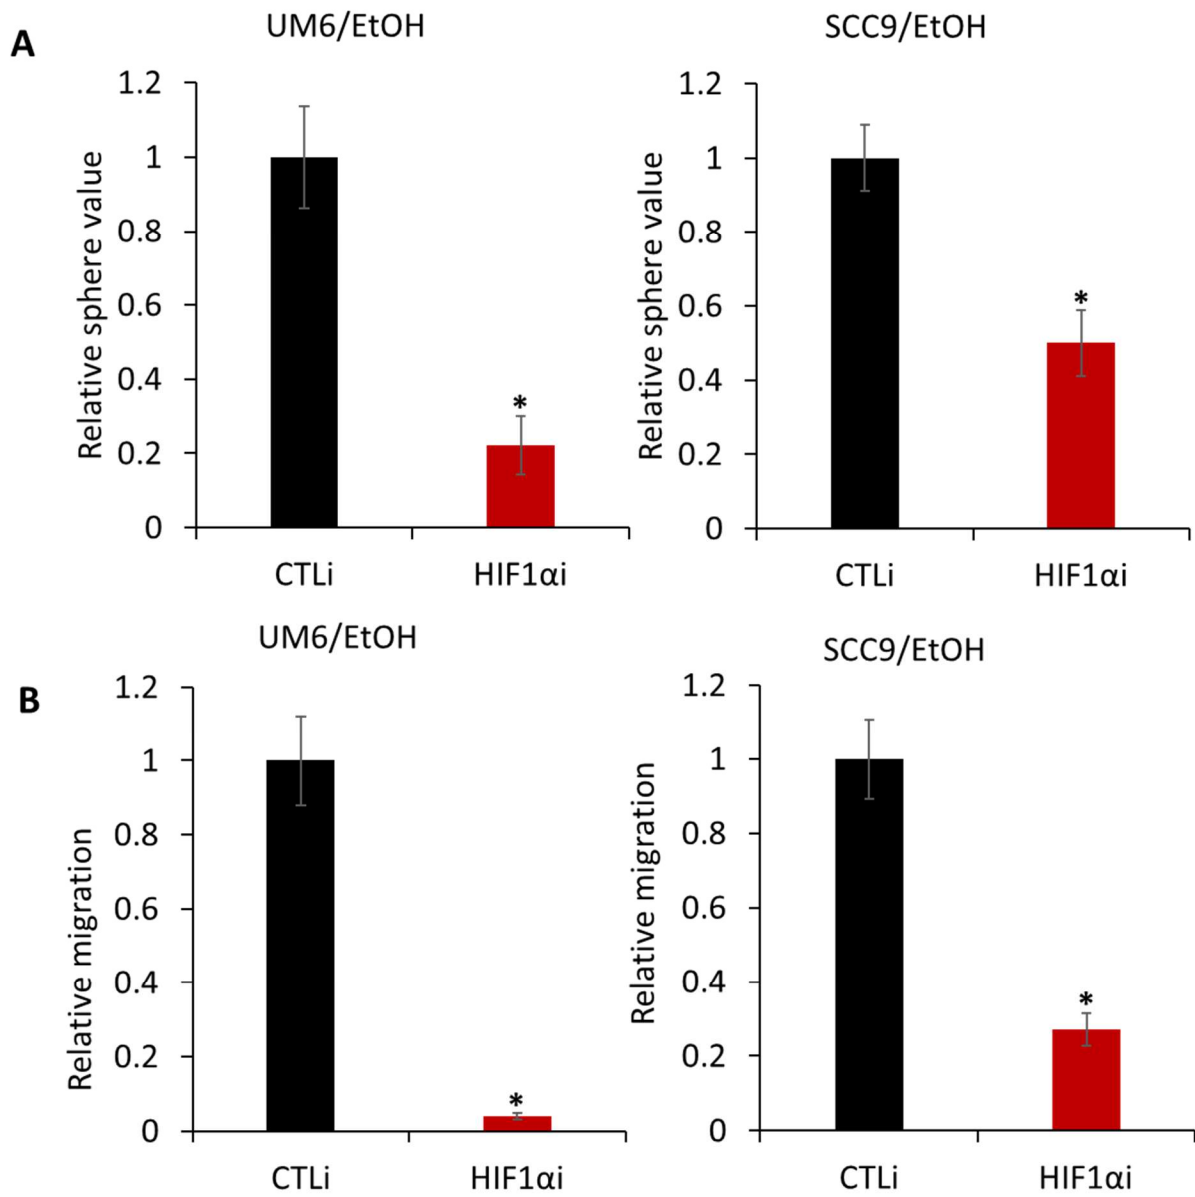 A
UM6/EtOH
Relative sphere value
1.2
1
0.8
0.6
0.4
0.2
0
*
CTLi
HIF1αi
SCC9/EtOH
Relative sphere value
1.2
1
0.8
0.6
0.4
0.2
0
*
CTLi
HIF1αi
B
UM6/EtOH
Relative migration
1.2
1
0.8
0.6
0.4
0.2
0
*
CTLi
HIF1αi
SCC9/EtOH
Relative migration
1.2
1
0.8
0.6
0.4
0.2
0
*
CTLi
HIF1αi